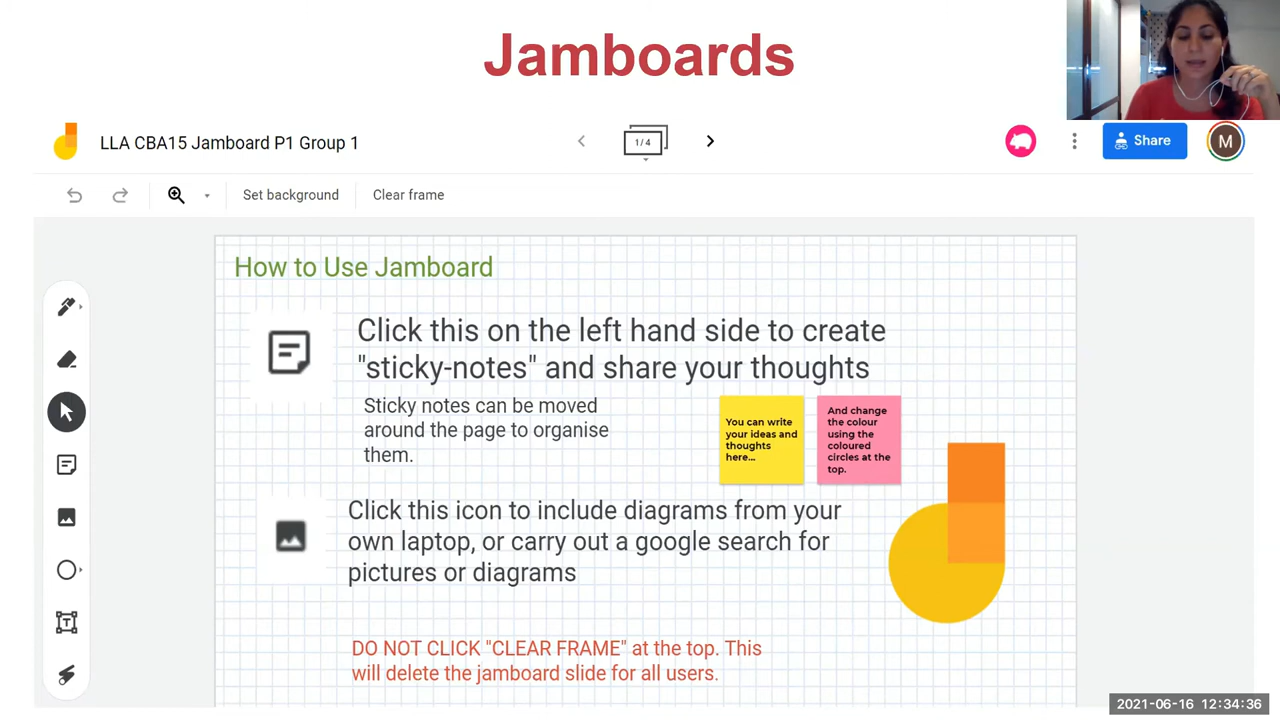 Jamboards
LLA CBA15 Jamboard P1 Group 1
1/4
Share
M
Set background
Clear frame
How to Use Jamboard
Click this on the left hand side to create
"sticky-notes" and share your thoughts
Sticky notes can be moved
around the page to organise
them.
You can write
your ideas and
thoughts
here...
And change
the colour
using the
coloured
circles at the
top.
Click this icon to include diagrams from your
own laptop, or carry out a google search for
pictures or diagrams
DO NOT CLICK "CLEAR FRAME" at the top. This
will delete the jamboard slide for all users.
T
2021-06-16 12:34:36